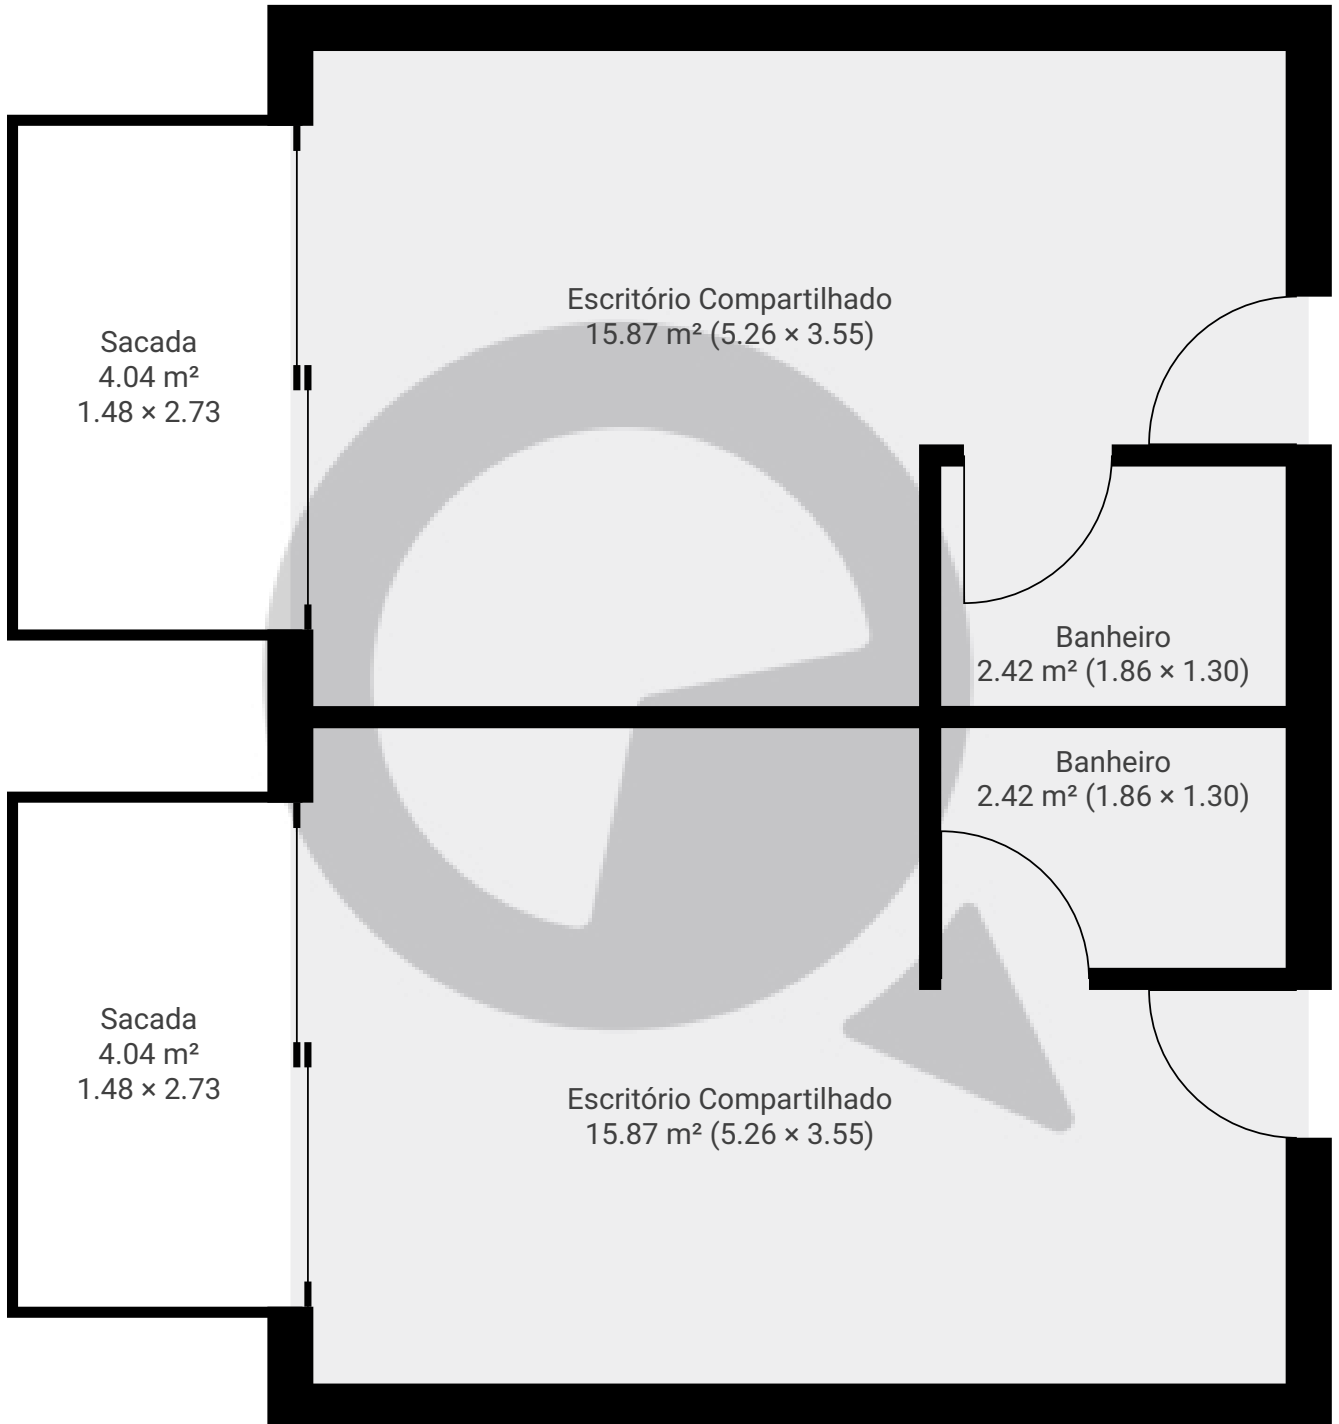 Escritório Compartilhado
15.87 m² (5.26 × 3.55)
Sacada
4.04 m²
1.48 × 2.73
Banheiro
2.42 m² (1.86 × 1.30)
Banheiro
2.42 m² (1.86 × 1.30)
Sacada
4.04 m²
1.48 × 2.73
Escritório Compartilhado
15.87 m² (5.26 × 3.55)